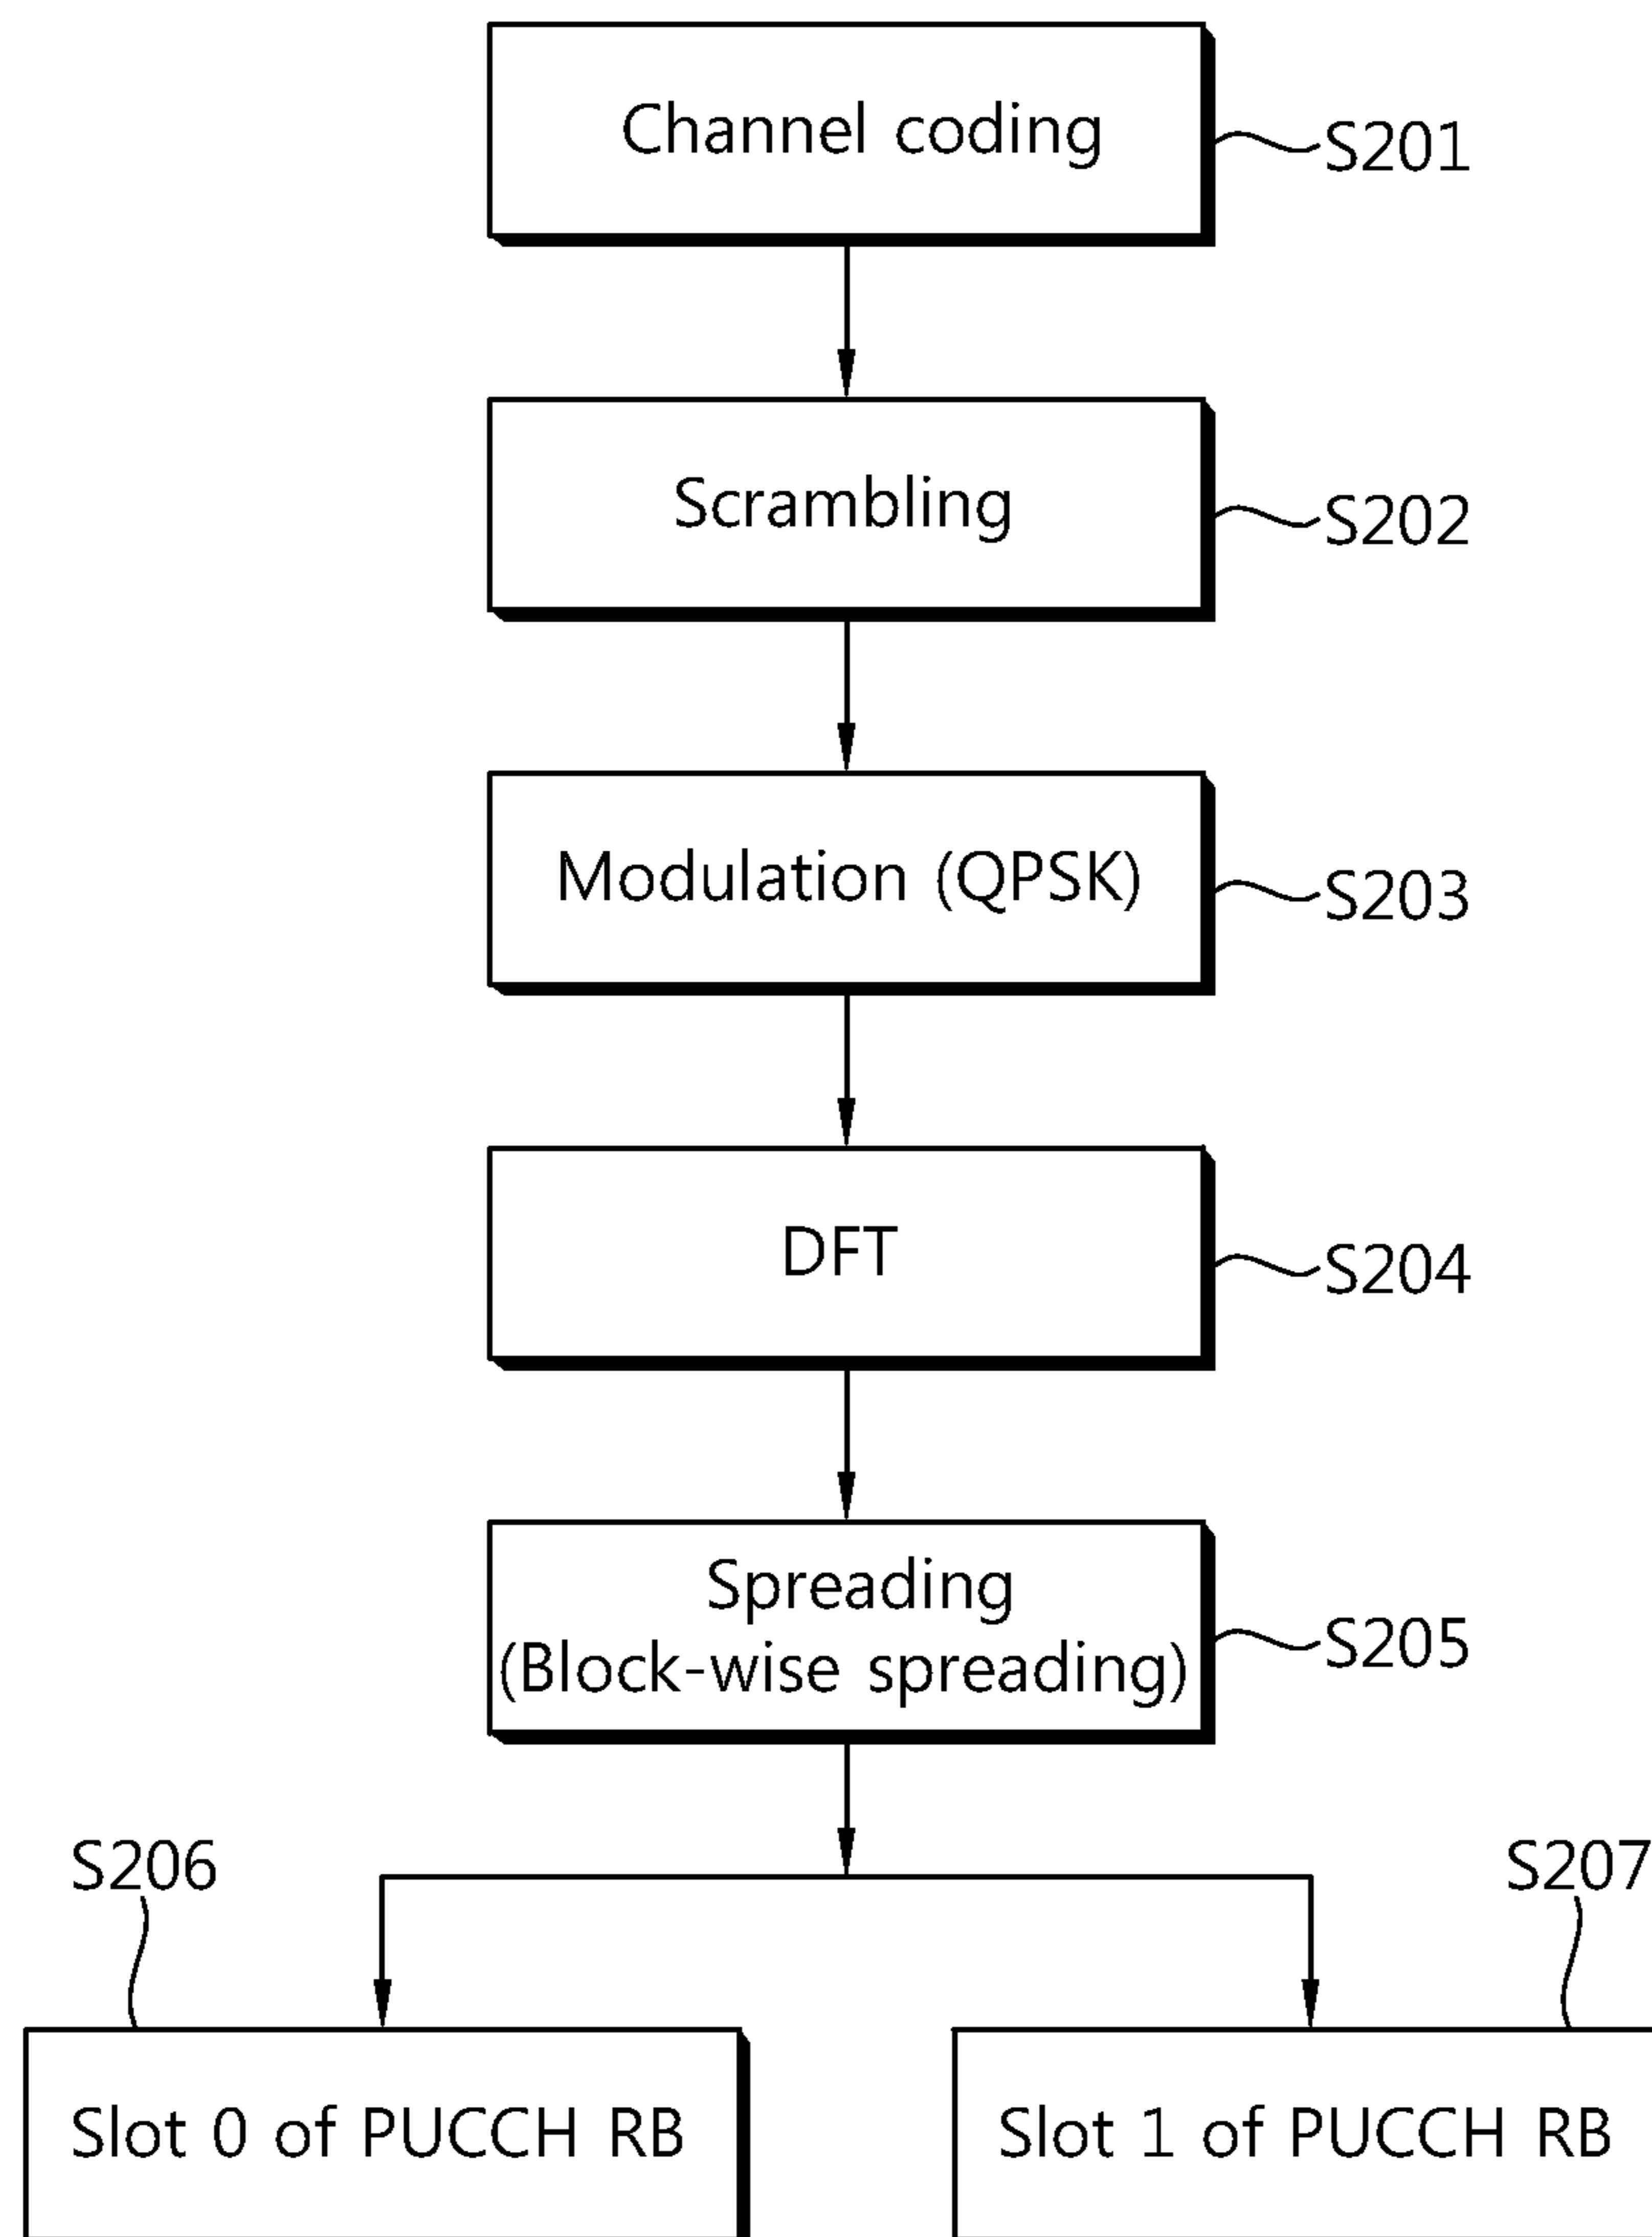 Channel coding
S201
Scrambling
S202
Modulation (QPSK)
S203
DFT
S204
Spreading
(Block-wise spreading)
S205
S206
S207
Slot 0 of PUCCH RB
Slot 1 of PUCCH RB